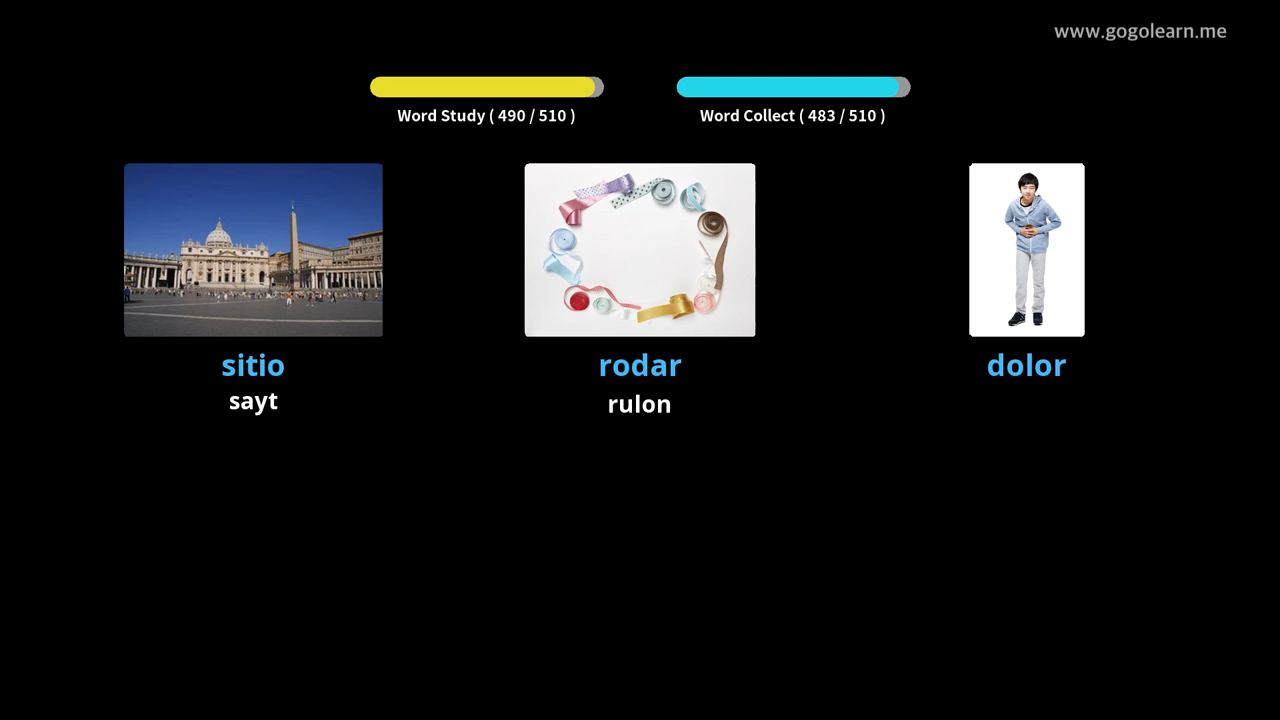 www.gogolearn.me
Word Study ( 490 / 510 )
Word Collect ( 483 / 510 )
sitio
sayt
rodar
rulon
dolor